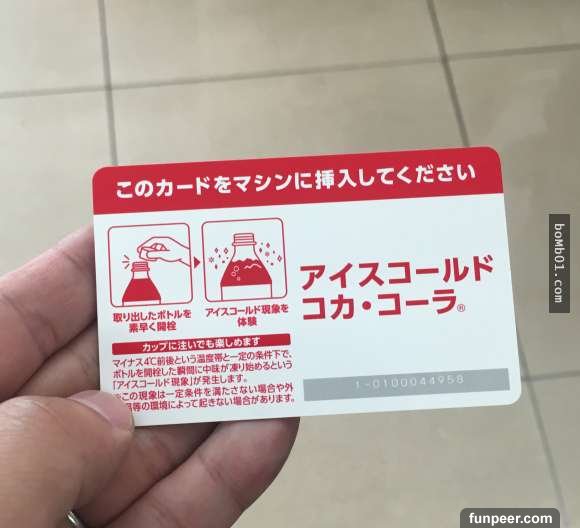 このカードをマシンに挿入してください
取り出したボトルを
素早く開栓
アイスコールド現象を
体験
アイスコールド
コカ・コーラ®
カップに注いでも楽しめます
マイナス4℃前後という温度帯と一定の条件下で、
ボトルを開栓した瞬間に中味が凍り始めるという
「アイスコールド現象」が発生します。
この現象は一定条件を満たさない場合や外
等の環境によって起きない場合があります。
1-0100044958
boMb01.com
funpeer.com